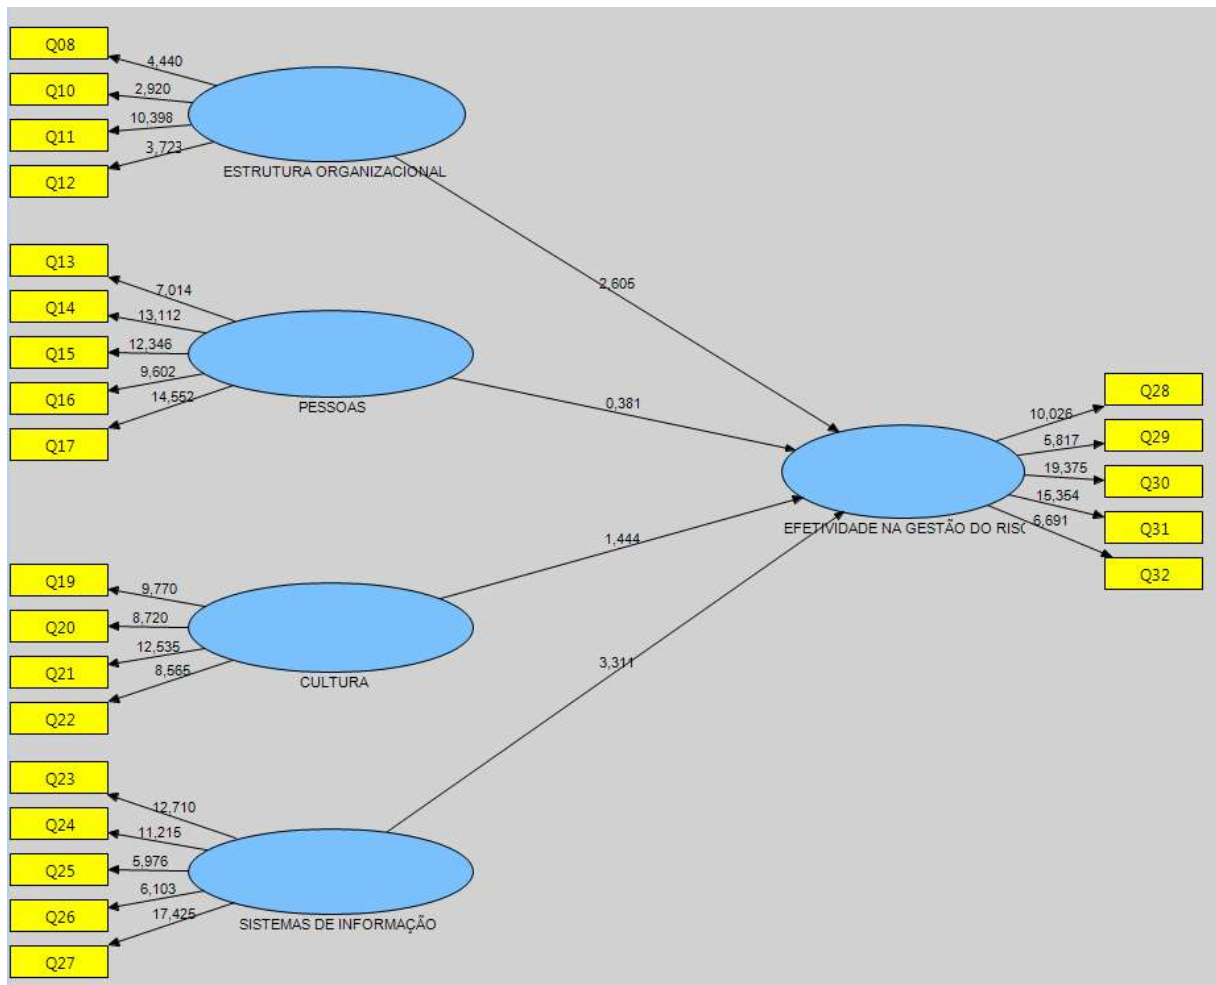 Q08
4,440
Q10
2,920
Q11
10,398
Q12
3,723
ESTRUTURA ORGANIZACIONAL
2,605
Q13
7,014
Q14
13,112
Q15
12,346
Q16
9,602
Q17
14,552
PESSOAS
0,381
Q19
9,770
Q20
8,720
Q21
12,535
Q22
8,565
CULTURA
1,444
Q23
12,710
Q24
11,215
Q25
5,976
Q26
6,103
Q27
17,425
SISTEMAS DE INFORMAÇÃO
3,311
EFETIVIDADE NA GESTÃO DO RISC
10,026
Q28
5,817
Q29
19,375
Q30
15,354
Q31
6,691
Q32